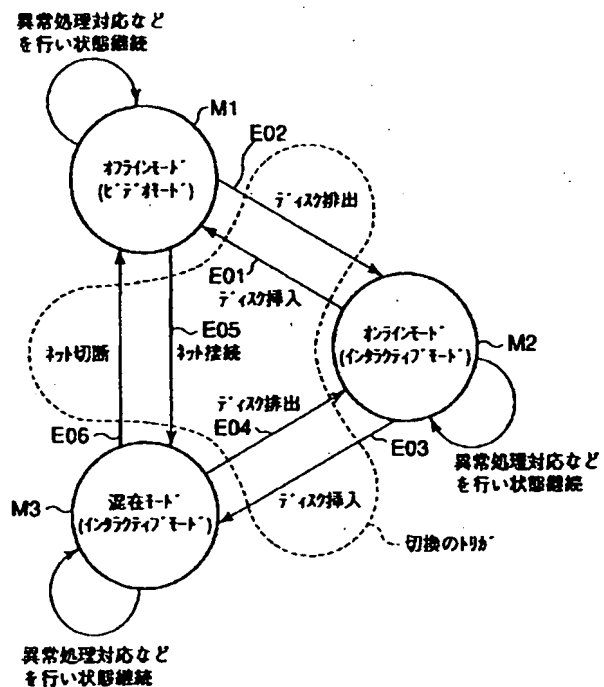 異常処理対応など
を行い状態継続
M1
E02
オフラインモード
(ビデオモード)
ディスク排出
E01
ディスク挿入
オンラインモード
(インタラクティブモード)
M2
E05
ネット切断
ネット接続
ディスク排出
E04
E03
E06
異常処理対応など
を行い状態継続
M3
混在モード
(インタラクティブモード)
ディスク挿入
切換のトリガ
異常処理対応など
を行い状態継続